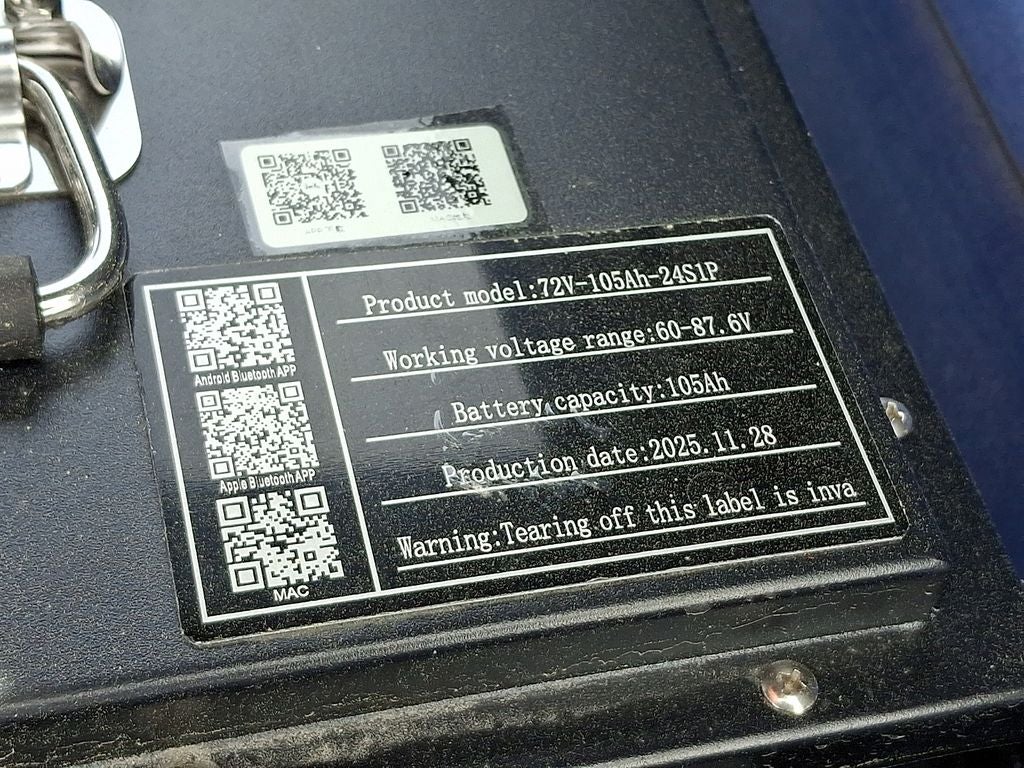 Product model:72V-105Ah-24S1P
Working voltage range:60-87.6V
Battery capacity:105Ah
Production date:2025.11.28
Warning:Tearing off this label is inva
Android Bluetooth APP
Apple Bluetooth APP
MAC